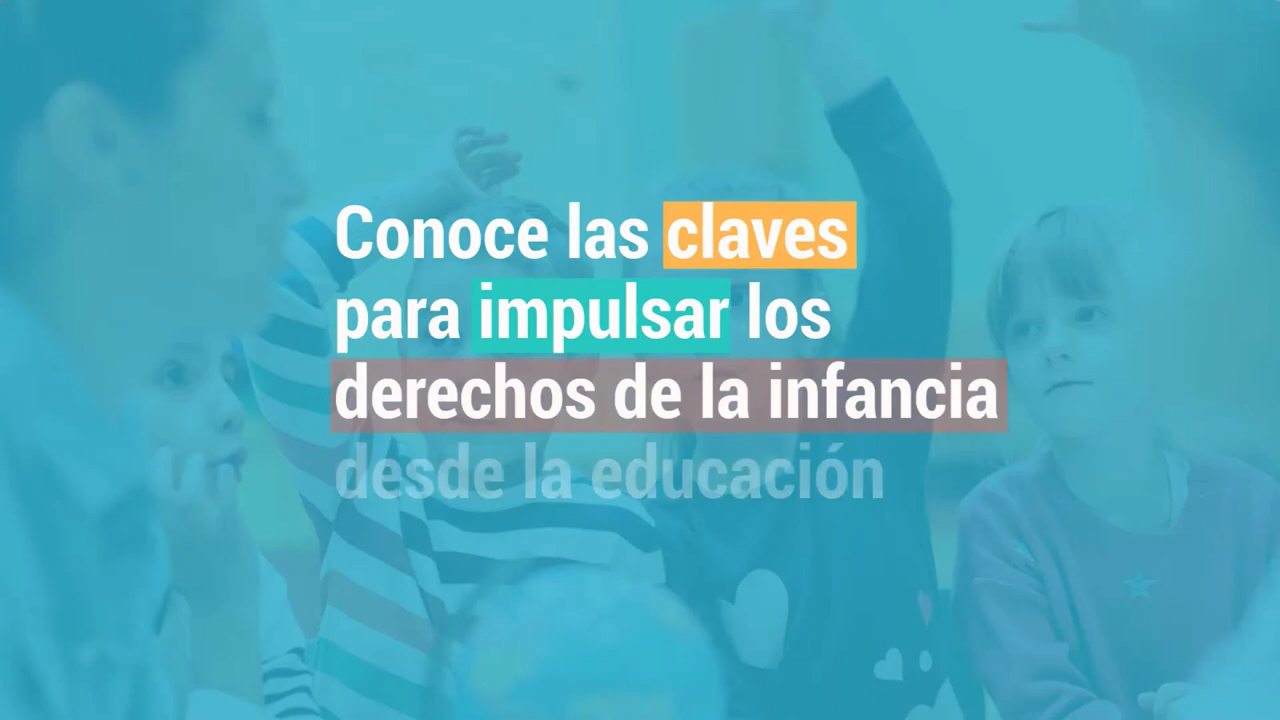 Conoce las claves
para impulsar los
derechos de la infancia
desde la educación